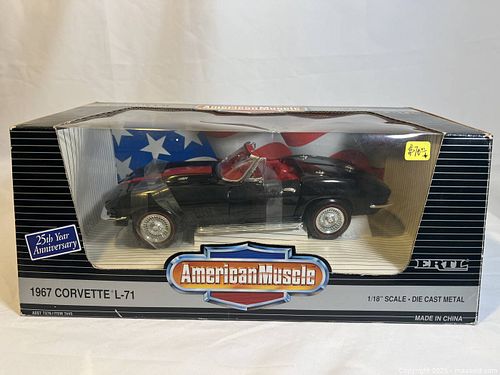 American Muscle
25th Year
Anniversary
ERTL
American Muscle
1967 CORVETTE L-71
1/18" SCALE - DIE CAST METAL
MADE IN CHINA